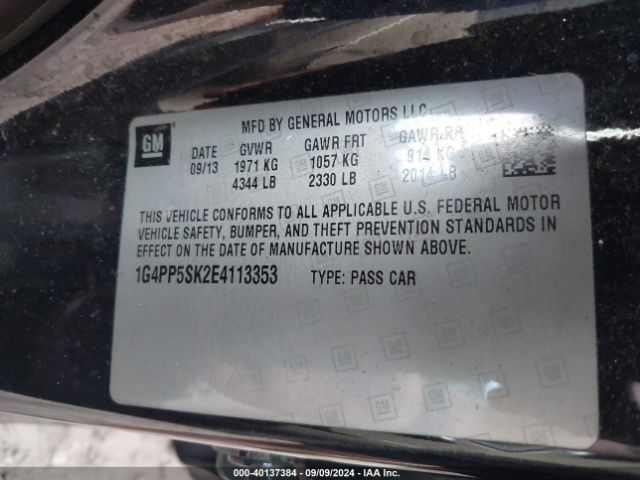 MFD BY GENERAL MOTORS LLC
GM
DATE GVWR GAWR FRT GAWR RR
09/13 1971 KG 1057 KG 914 KG
4344 LB 2330 LB 2014 LB
THIS VEHICLE CONFORMS TO ALL APPLICABLE U.S. FEDERAL MOTOR
VEHICLE SAFETY, BUMPER, AND THEFT PREVENTION STANDARDS IN
EFFECT ON THE DATE OF MANUFACTURE SHOWN ABOVE.
1G4PP5SK2E4113353 TYPE: PASS CAR
000-40137384 | 09/09/2024 | IAA Inc.